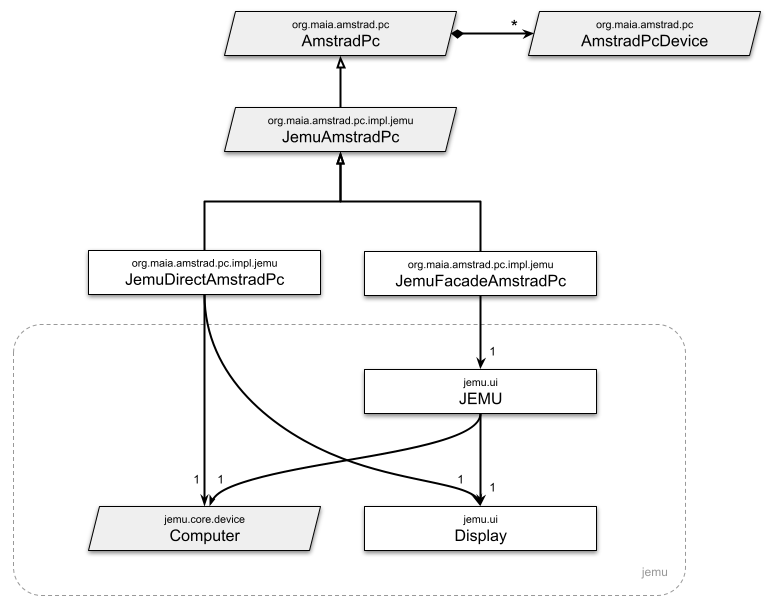 org.maia.amstrad.pc
AmstradPc
*
org.maia.amstrad.pc
AmstradPcDevice
org.maia.amstrad.pc.impl.jemu
JemuAmstradPc
org.maia.amstrad.pc.impl.jemu
JemuDirectAmstradPc
org.maia.amstrad.pc.impl.jemu
JemuFacadeAmstradPc
1
jemu.ui
JEMU
1
1
1
1
jemu.core.device
Computer
jemu.ui
Display
jemu